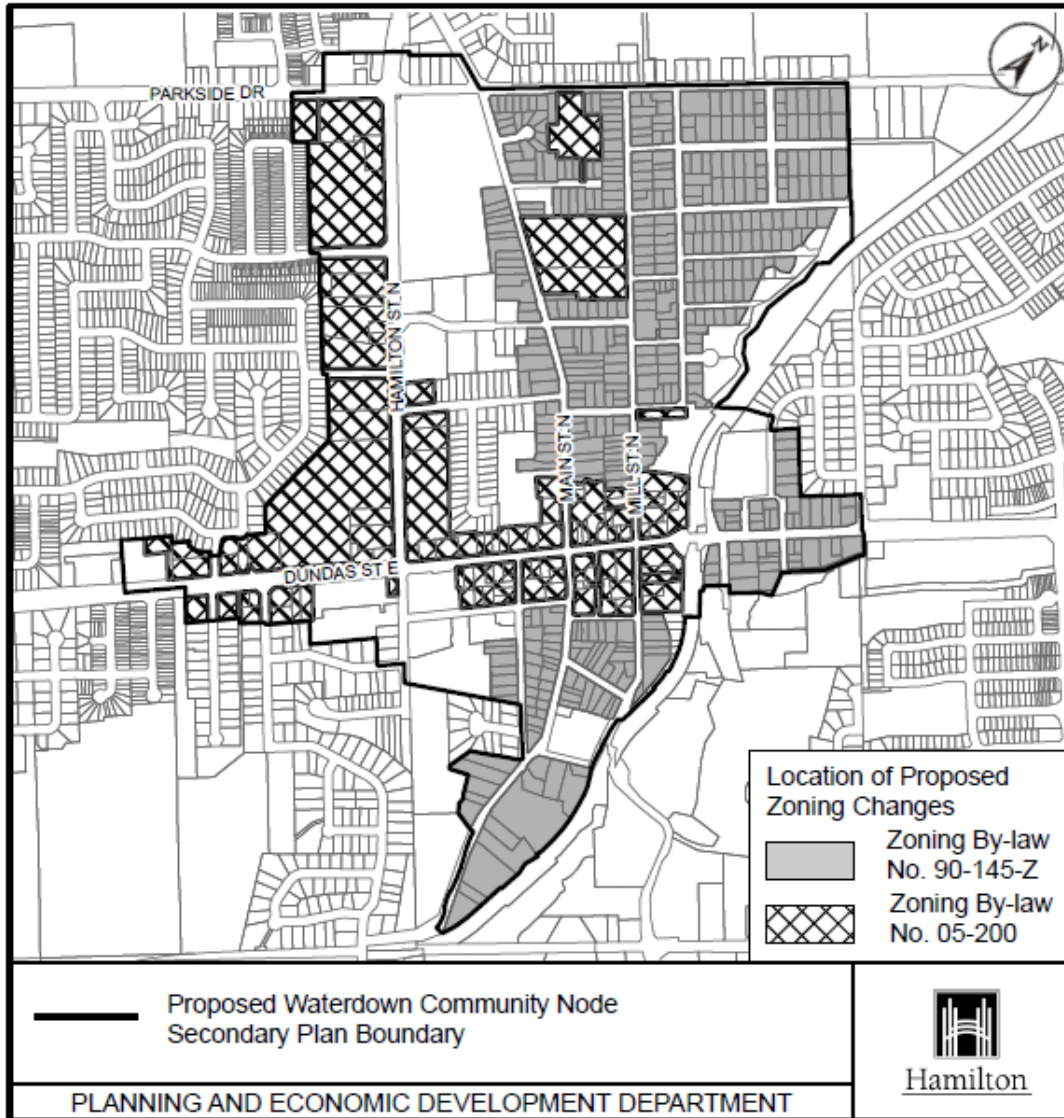 N
PARKSIDE DR
HAMILTON ST. N
MAIN ST. N
MILL ST. N
DUNDAS ST E
Location of Proposed
Zoning Changes
Zoning By-law
No. 90-145-Z
Zoning By-law
No. 05-200
Proposed Waterdown Community Node
Secondary Plan Boundary
Hamilton
PLANNING AND ECONOMIC DEVELOPMENT DEPARTMENT